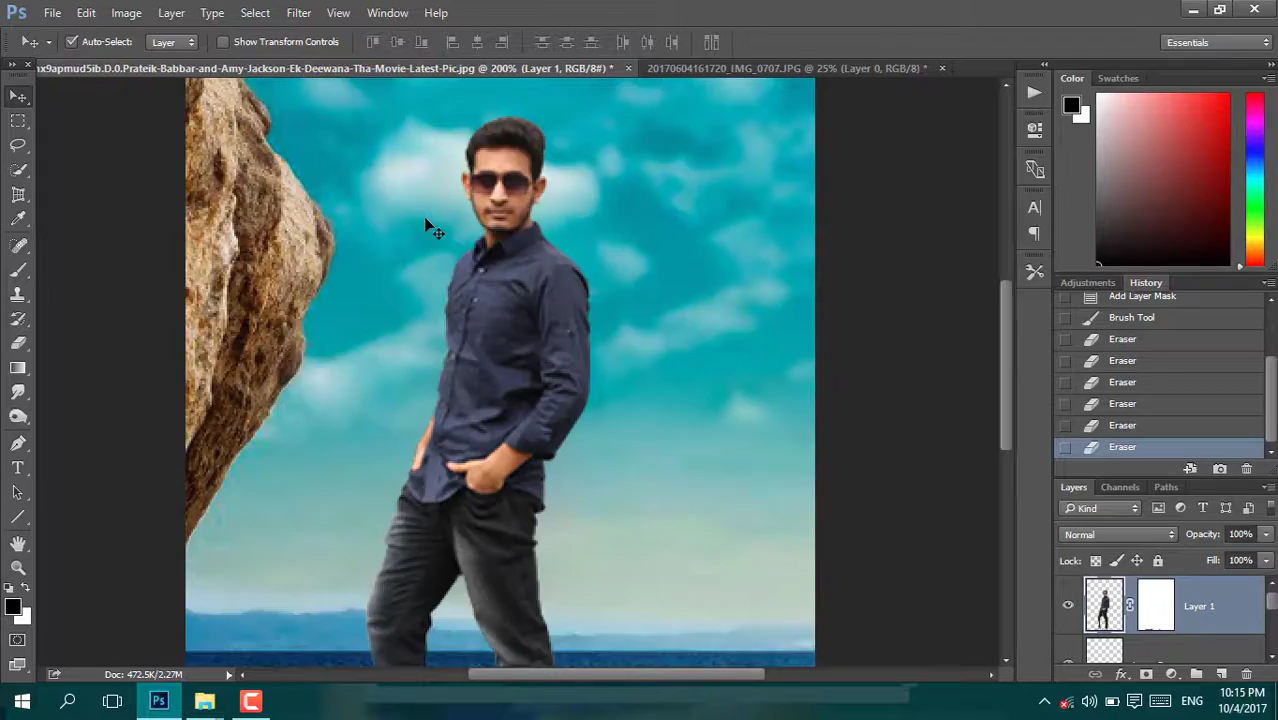 Ps File Edit Image Layer Type Select Filter View Window Help
Auto-Select: Layer Show Transform Controls Essentials
x9apmud5ib.D.0.Prateik-Babbar-and-Amy-Jackson-Ek-Deewana-Tha-Movie-Latest-Pic.jpg @ 200% (Layer 1, RGB/8#) * × 20170604161720_IMG_0707.JPG @ 25% (Layer 0, RGB/8) * ×
Color Swatches
Adjustments History
Add Layer Mask
Brush Tool
Eraser
Eraser
Eraser
Eraser
Eraser
Eraser
Layers Channels Paths
Kind
Normal Opacity: 100%
Lock: Fill: 100%
Layer 1
Doc: 472.5K/2.27M
Ps ENG 10:15 PM
10/4/2017